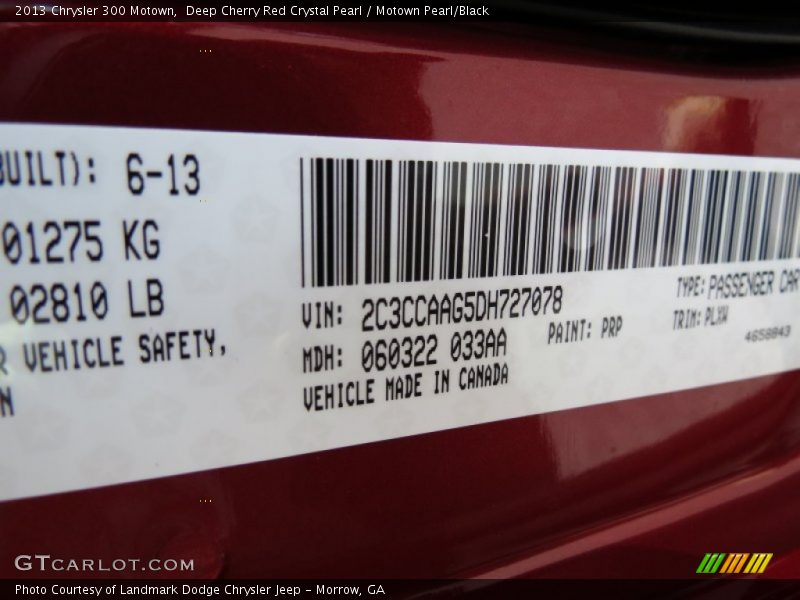 2013 Chrysler 300 Motown, Deep Cherry Red Crystal Pearl / Motown Pearl/Black
BUILT): 6-13
01275 KG
02810 LB
R VEHICLE SAFETY,
N
VIN: 2C3CCAAG5DH727078
TYPE: PASSENGER CAR
MDH: 060322 033AA
PAINT: PRP
TRIM: PLXW
VEHICLE MADE IN CANADA
4658843
GTCARLOT.COM
Photo Courtesy of Landmark Dodge Chrysler Jeep - Morrow, GA